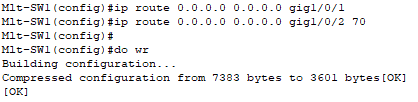 Mlt-SW1(config)#ip route 0.0.0.0 0.0.0.0 gig1/0/1
Mlt-SW1(config)#ip route 0.0.0.0 0.0.0.0 gig1/0/2 70
Mlt-SW1(config)#
Mlt-SW1(config)#do wr
Building configuration...
Compressed configuration from 7383 bytes to 3601 bytes[OK]
[OK]